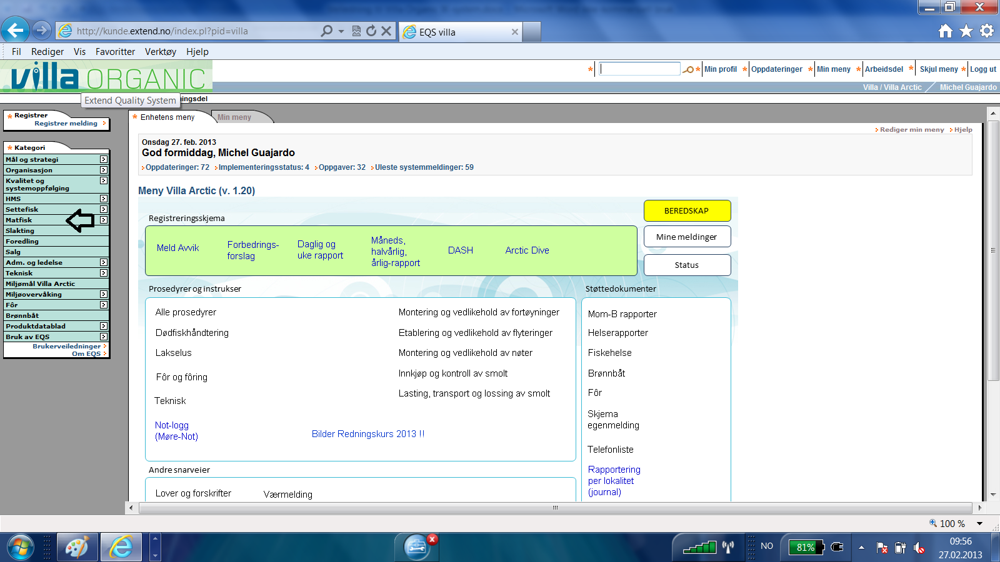 http://kunde.extend.no/index.pl?pid=villa
EQS villa
Fil Rediger Vis Favoritter Verktøy Hjelp
villa ORGANIC
Min profil Oppdateringer Min meny Arbeidsdel Skjul meny Logg ut
Villa / Villa Arctic Michel Guajardo
Extend Quality System
ningsdel
Registrer
Registrer melding
Kategori
Mål og strategi
Organisasjon
Kvalitet og
systemoppfølging
HMS
Settefisk
Matfisk
Slakting
Foredling
Salg
Adm. og ledelse
Teknisk
Miljømål Villa Arctic
Miljøovervåking
Fôr
Brønnbåt
Produktdatablad
Bruk av EQS
Brukerveiledninger
Om EQS
Enhetens meny Min meny
Rediger min meny Hjelp
Onsdag 27. feb. 2013
God formiddag, Michel Guajardo
Oppdateringer: 72 Implementeringsstatus: 4 Oppgaver: 32 Uleste systemmeldinger: 59
Meny Villa Arctic (v. 1.20)
Registreringsskjema
Meld Avvik
Forbedrings-
forslag
Daglig og
uke rapport
Måneds,
halvårlig,
årlig-rapport
DASH
Arctic Dive
BEREDSKAP
Mine meldinger
Status
Prosedyrer og instrukser
Alle prosedyrer
Dødfiskhåndtering
Lakselus
Fôr og fôring
Teknisk
Not-logg
(Møre-Not)
Montering og vedlikehold av fortøyninger
Etablering og vedlikehold av flyteringer
Montering og vedlikehold av nøter
Innkjøp og kontroll av smolt
Lasting, transport og lossing av smolt
Bilder Redningskurs 2013 !!
Støttedokumenter
Mom-B rapporter
Helserapporter
Fiskehelse
Brønnbåt
Fôr
Skjema
egenmelding
Telefonliste
Rapportering
per lokalitet
(journal)
Andre snarveier
Lover og forskrifter
Værmelding
100 %
NO
81%
09:56
27.02.2013